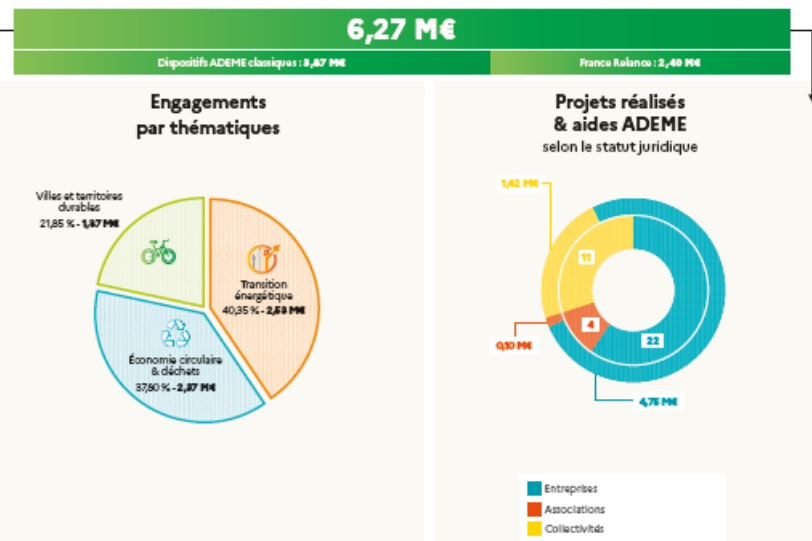 6,27 M€
Dispositifs ADEME classiques : 3,87 M€
France Relance : 2,40 M€
Engagements
par thématiques
Villes et territoires
durables
21,85 % - 1,37 M€
Transition
énergétique
40,35 % - 2,53 M€
Économie circulaire
& déchets
37,80 % - 2,37 M€
Projets réalisés
& aides ADEME
selon le statut juridique
1,42 M€
11
4
22
0,10 M€
4,75 M€
Entreprises
Associations
Collectivités